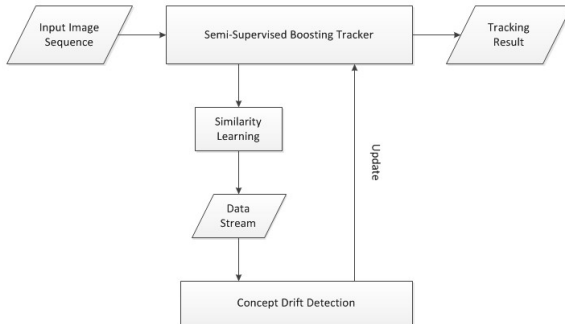 Input Image
Sequence
Semi-Supervised Boosting Tracker
Tracking
Result
Similarity
Learning
Update
Data
Stream
Concept Drift Detection